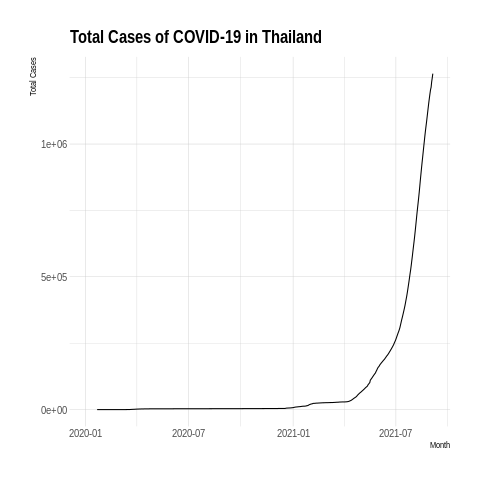 Total Cases of COVID-19 in Thailand
Total Cases
1e+06
5e+05
0e+00
2020-01
2020-07
2021-01
2021-07
Month